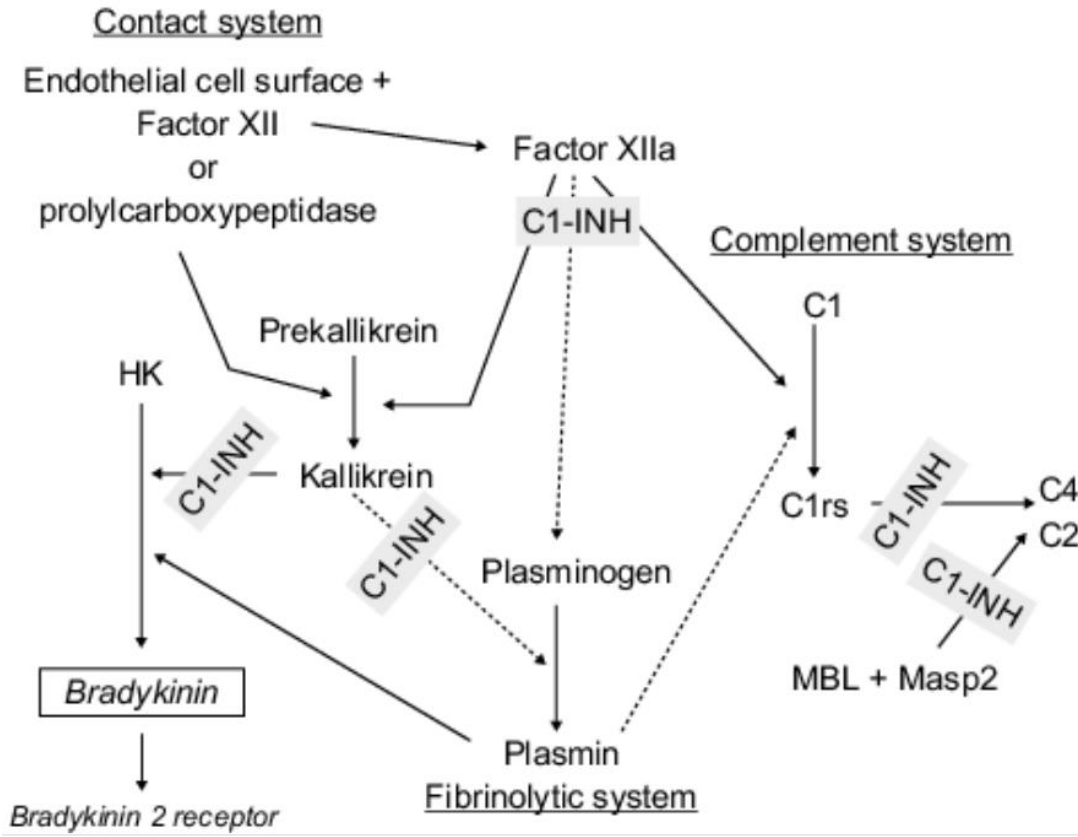 Contact system
Endothelial cell surface +
Factor XII
or
prolylcarboxypeptidase
Factor XIIa
C1-INH
Complement system
C1
Prekallikrein
HK
C1-INH
Kallikrein
C1-INH
C1rs
C1-INH
C4
C2
C1-INH
Plasminogen
MBL + Masp2
Bradykinin
Plasmin
Fibrinolytic system
Bradykinin 2 receptor